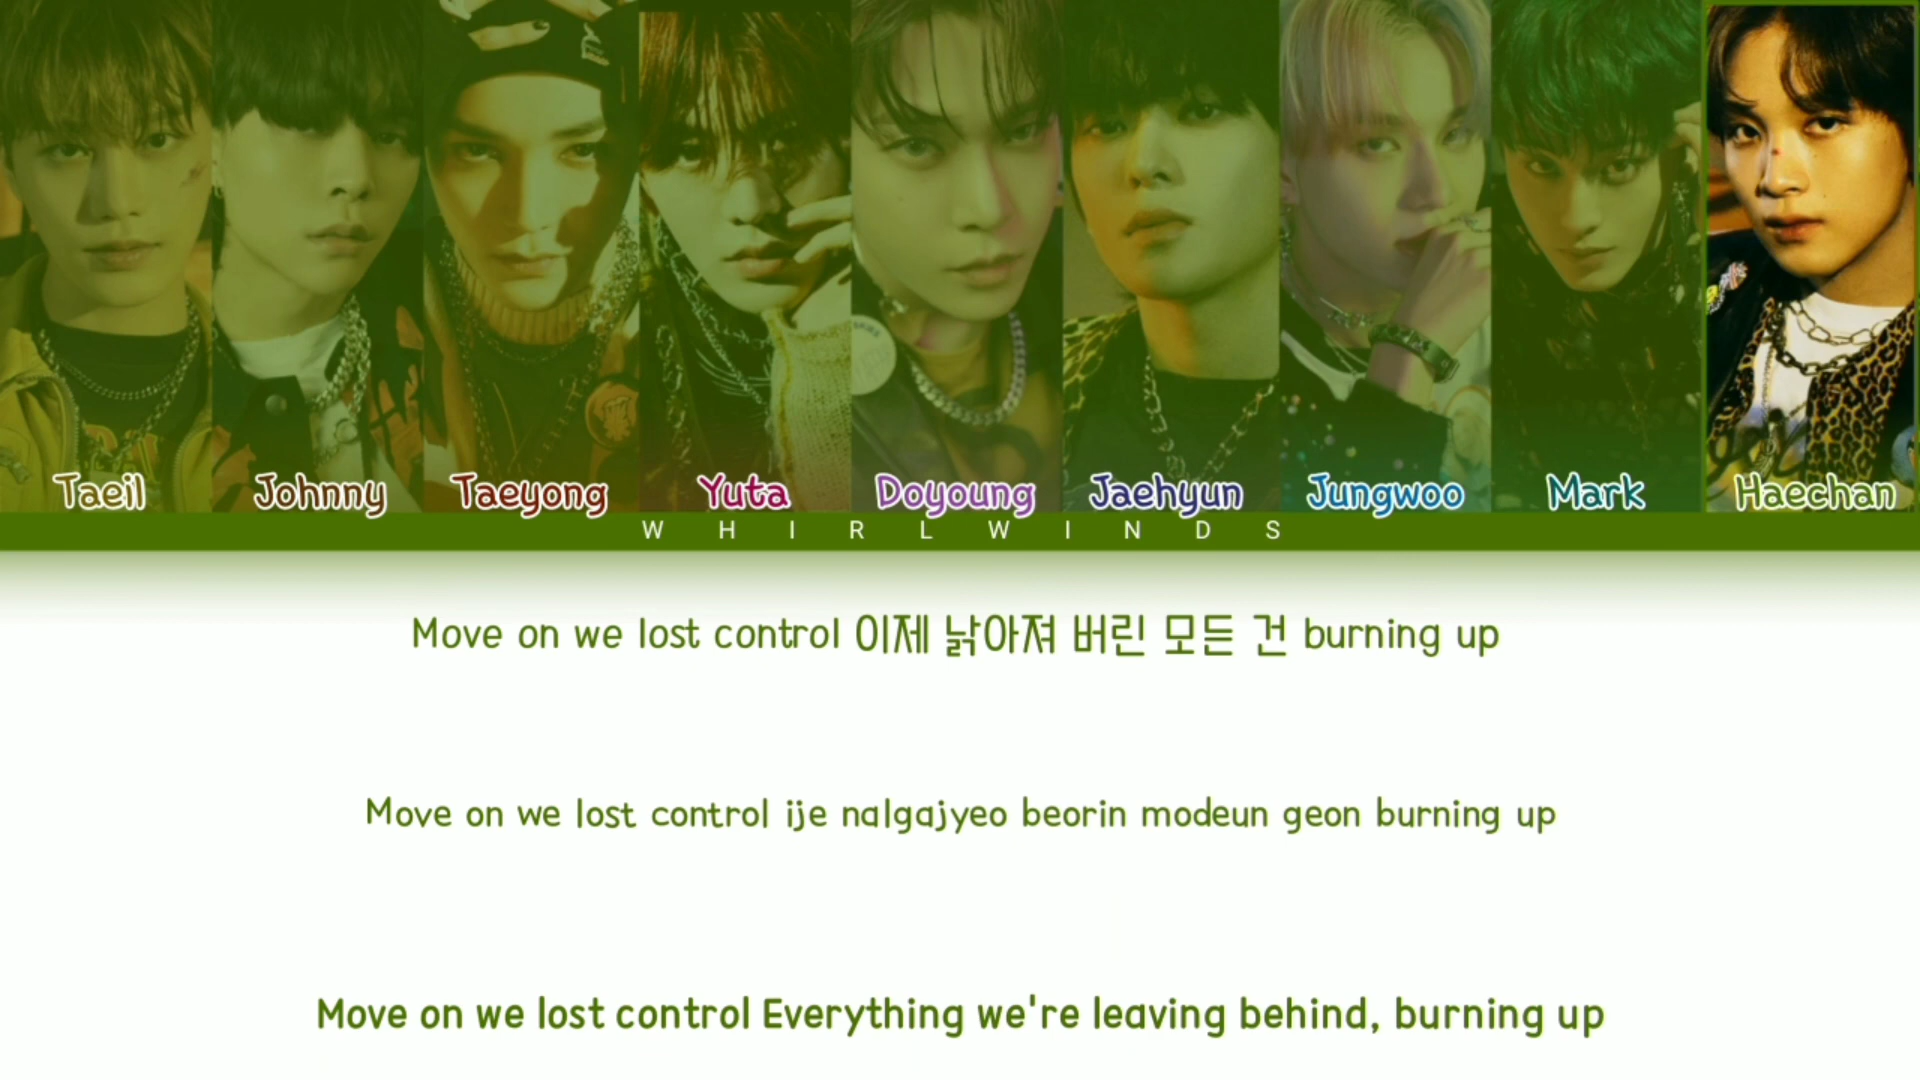 Taeil Johnny Taeyong Yuta Doyoung Jaehyun Jungwoo Mark Haechan
WHIRLWINDS
Move on we lost control 이제 낡아져 버린 모든 건 burning up
Move on we lost control ije nalgajyeo beorin modeun geon burning up
Move on we lost control Everything we're leaving behind, burning up